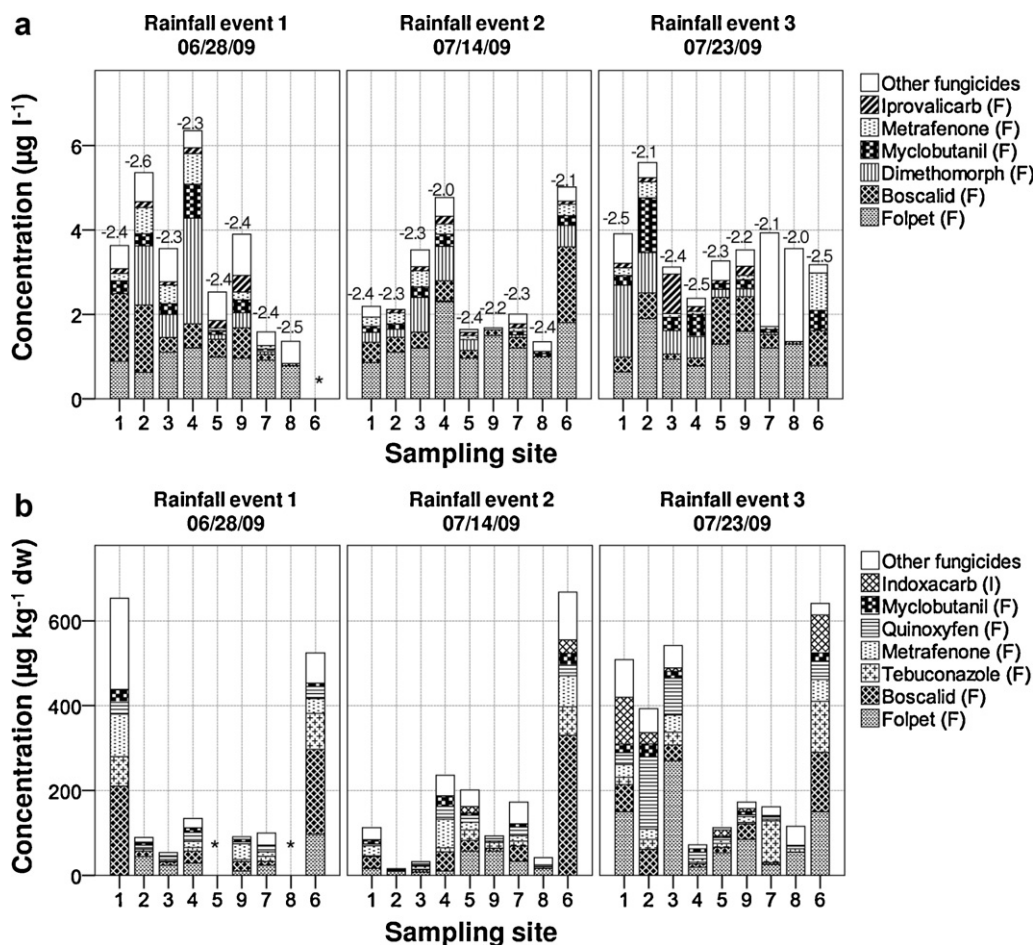 a
Rainfall event 1
06/28/09
Rainfall event 2
07/14/09
Rainfall event 3
07/23/09
Concentration (µg l⁻¹)
6
4
2
0
-2.4
-2.6
-2.3
-2.3
-2.4
-2.4
-2.4
-2.5
*
-2.4
-2.3
-2.3
-2.0
-2.4
-2.2
-2.3
-2.4
-2.1
-2.5
-2.1
-2.4
-2.5
-2.3
-2.2
-2.1
-2.0
-2.5
Other fungicides
Iprovalicarb (F)
Metrafenone (F)
Myclobutanil (F)
Dimethomorph (F)
Boscalid (F)
Folpet (F)
1 2 3 4 5 9 7 8 6
1 2 3 4 5 9 7 8 6
1 2 3 4 5 9 7 8 6
Sampling site
b
Rainfall event 1
06/28/09
Rainfall event 2
07/14/09
Rainfall event 3
07/23/09
Concentration (µg kg⁻¹ dw)
600
400
200
0
*
*
Other fungicides
Indoxacarb (I)
Myclobutanil (F)
Quinoxyfen (F)
Metrafenone (F)
Tebuconazole (F)
Boscalid (F)
Folpet (F)
1 2 3 4 5 9 7 8 6
1 2 3 4 5 9 7 8 6
1 2 3 4 5 9 7 8 6
Sampling site